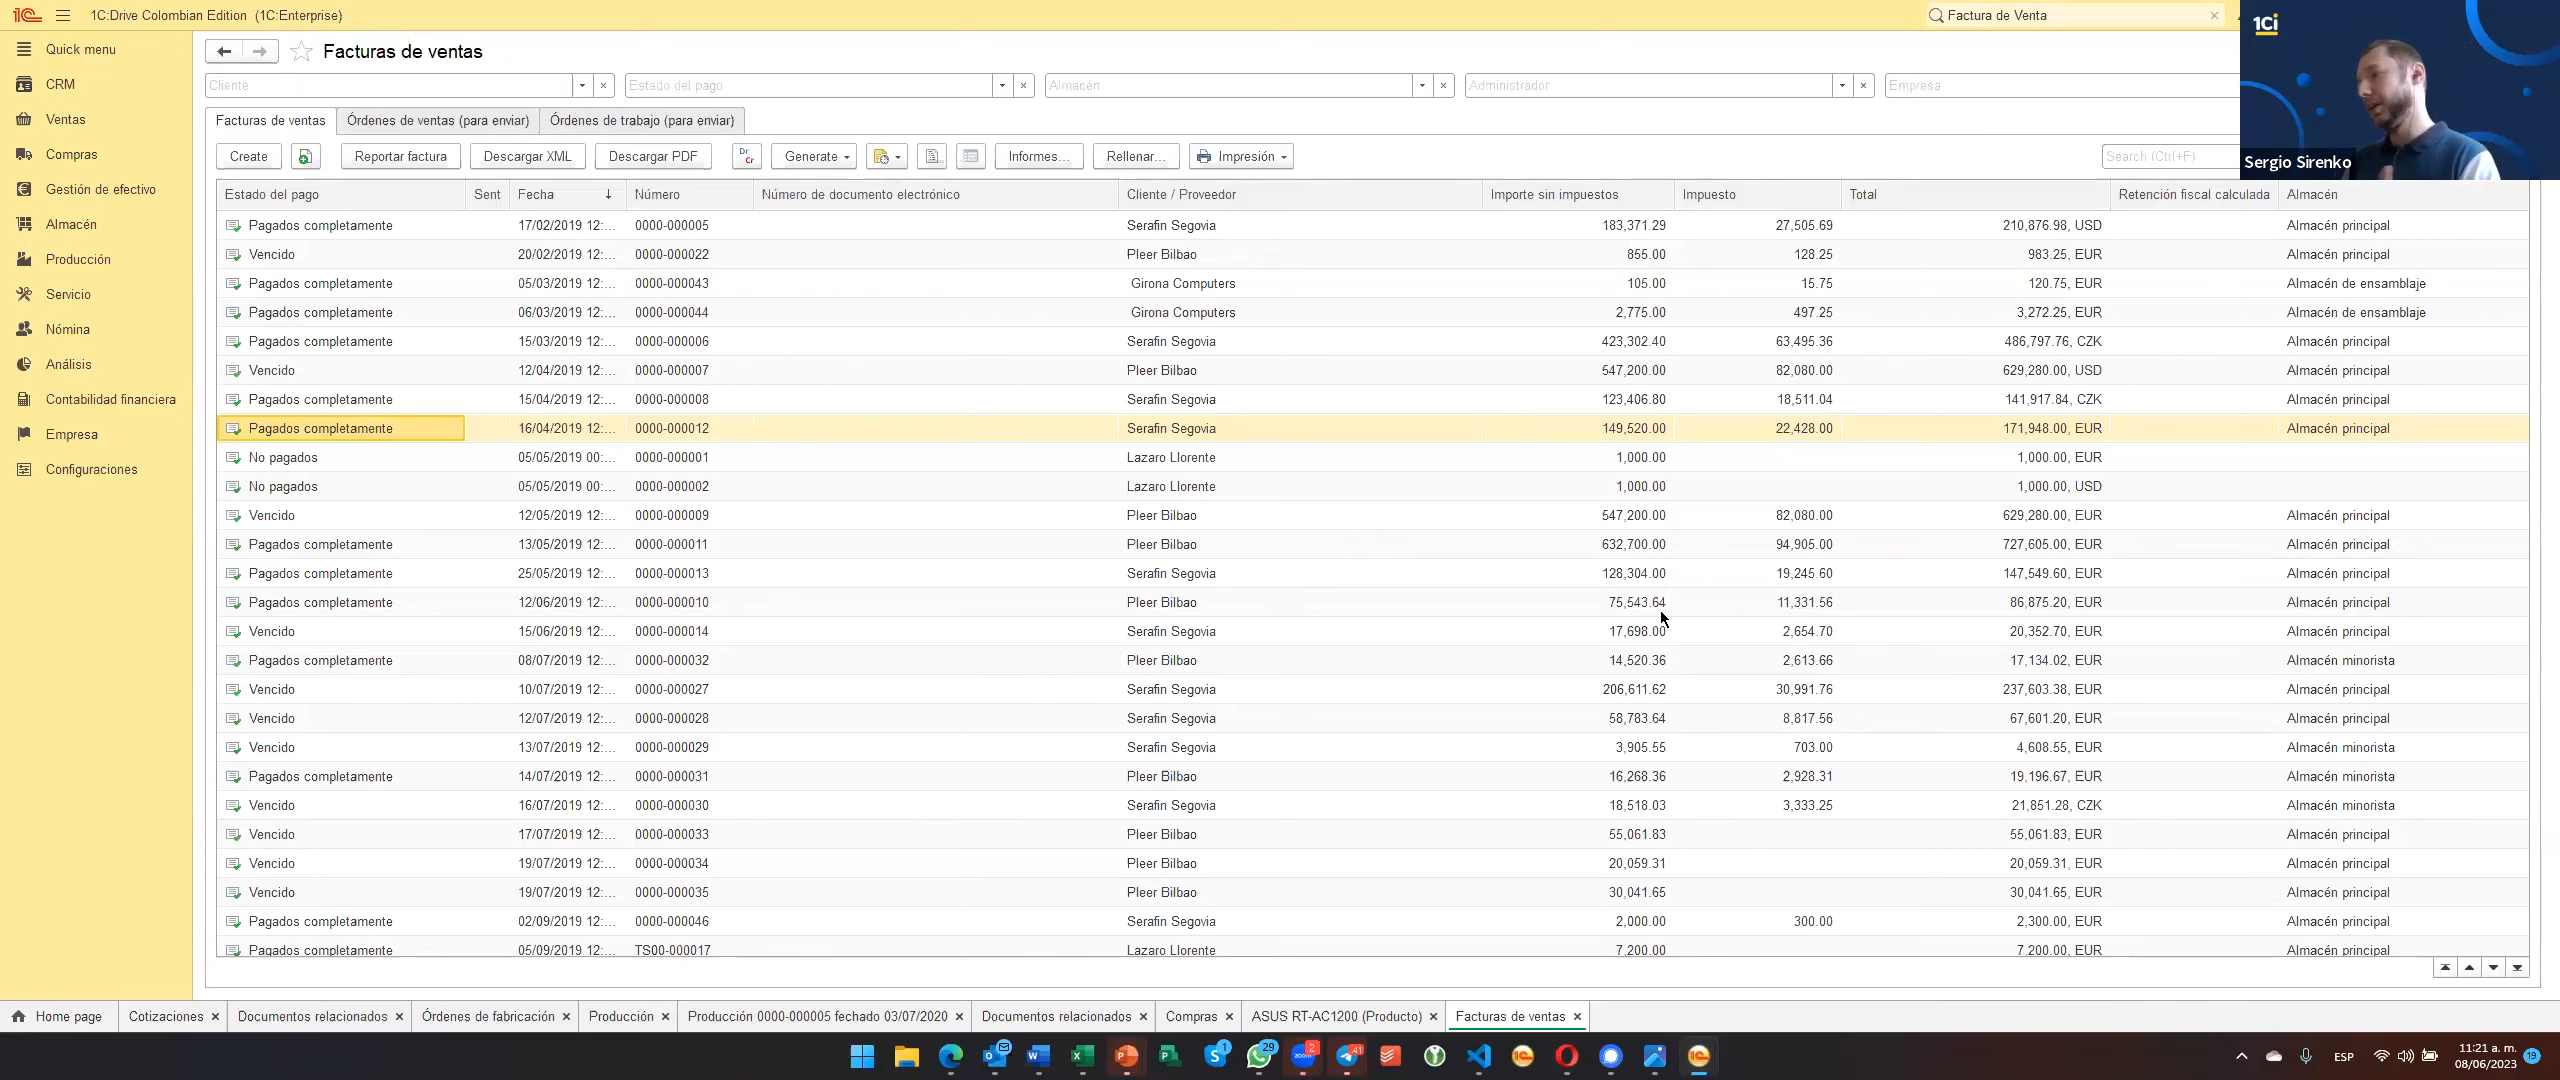 1C:Drive Colombian Edition (1C:Enterprise)
Factura de Venta
1Ci
Quick menu
CRM
Ventas
Compras
Gestión de efectivo
Almacén
Producción
Servicio
Nómina
Análisis
Contabilidad financiera
Empresa
Configuraciones
Facturas de ventas
Cliente Estado del pago Almacén Administrador Empresa
Facturas de ventas Órdenes de ventas (para enviar) Órdenes de trabajo (para enviar)
Create Reportar factura Descargar XML Descargar PDF Dr Cr Generate Informes... Rellenar... Impresión Search (Ctrl+F)
Sergio Sirenko
Estado del pago Sent Fecha Número Número de documento electrónico Cliente / Proveedor Importe sin impuestos Impuesto Total Retención fiscal calculada Almacén
Pagados completamente 17/02/2019 12:... 0000-000005 Serafin Segovia 183,371.29 27,505.69 210,876.98, USD Almacén principal
Vencido 20/02/2019 12:... 0000-000022 Pleer Bilbao 855.00 128.25 983.25, EUR Almacén principal
Pagados completamente 05/03/2019 12:... 0000-000043 Girona Computers 105.00 15.75 120.75, EUR Almacén de ensamblaje
Pagados completamente 06/03/2019 12:... 0000-000044 Girona Computers 2,775.00 497.25 3,272.25, EUR Almacén de ensamblaje
Pagados completamente 15/03/2019 12:... 0000-000006 Serafin Segovia 423,302.40 63,495.36 486,797.76, CZK Almacén principal
Vencido 12/04/2019 12:... 0000-000007 Pleer Bilbao 547,200.00 82,080.00 629,280.00, USD Almacén principal
Pagados completamente 15/04/2019 12:... 0000-000008 Serafin Segovia 123,406.80 18,511.04 141,917.84, CZK Almacén principal
Pagados completamente 16/04/2019 12:... 0000-000012 Serafin Segovia 149,520.00 22,428.00 171,948.00, EUR Almacén principal
No pagados 05/05/2019 00:... 0000-000001 Lazaro Llorente 1,000.00 1,000.00, EUR
No pagados 05/05/2019 00:... 0000-000002 Lazaro Llorente 1,000.00 1,000.00, USD
Vencido 12/05/2019 12:... 0000-000009 Pleer Bilbao 547,200.00 82,080.00 629,280.00, EUR Almacén principal
Pagados completamente 13/05/2019 12:... 0000-000011 Pleer Bilbao 632,700.00 94,905.00 727,605.00, EUR Almacén principal
Pagados completamente 25/05/2019 12:... 0000-000013 Serafin Segovia 128,304.00 19,245.60 147,549.60, EUR Almacén principal
Pagados completamente 12/06/2019 12:... 0000-000010 Pleer Bilbao 75,543.64 11,331.56 86,875.20, EUR Almacén principal
Vencido 15/06/2019 12:... 0000-000014 Serafin Segovia 17,698.00 2,654.70 20,352.70, EUR Almacén principal
Pagados completamente 08/07/2019 12:... 0000-000032 Pleer Bilbao 14,520.36 2,613.66 17,134.02, EUR Almacén minorista
Vencido 10/07/2019 12:... 0000-000027 Serafin Segovia 206,611.62 30,991.76 237,603.38, EUR Almacén principal
Vencido 12/07/2019 12:... 0000-000028 Serafin Segovia 58,783.64 8,817.56 67,601.20, EUR Almacén principal
Vencido 13/07/2019 12:... 0000-000029 Serafin Segovia 3,905.55 703.00 4,608.55, EUR Almacén minorista
Pagados completamente 14/07/2019 12:... 0000-000031 Pleer Bilbao 16,268.36 2,928.31 19,196.67, EUR Almacén minorista
Vencido 16/07/2019 12:... 0000-000030 Serafin Segovia 18,518.03 3,333.25 21,851.28, CZK Almacén minorista
Vencido 17/07/2019 12:... 0000-000033 Pleer Bilbao 55,061.83 55,061.83, EUR Almacén principal
Vencido 19/07/2019 12:... 0000-000034 Pleer Bilbao 20,059.31 20,059.31, EUR Almacén principal
Vencido 19/07/2019 12:... 0000-000035 Pleer Bilbao 30,041.65 30,041.65, EUR Almacén principal
Pagados completamente 02/09/2019 12:... 0000-000046 Serafin Segovia 2,000.00 300.00 2,300.00, EUR Almacén principal
Pagados completamente 05/09/2019 12:... TS00-000017 Lazaro Llorente 7,200.00 7,200.00, EUR Almacén principal
Home page Cotizaciones Documentos relacionados Órdenes de fabricación Producción Producción 0000-000005 fechado 03/07/2020 Documentos relacionados Compras ASUS RT-AC1200 (Producto) Facturas de ventas
1 29 2 41 ESP 11:21 a. m. 19
08/06/2023